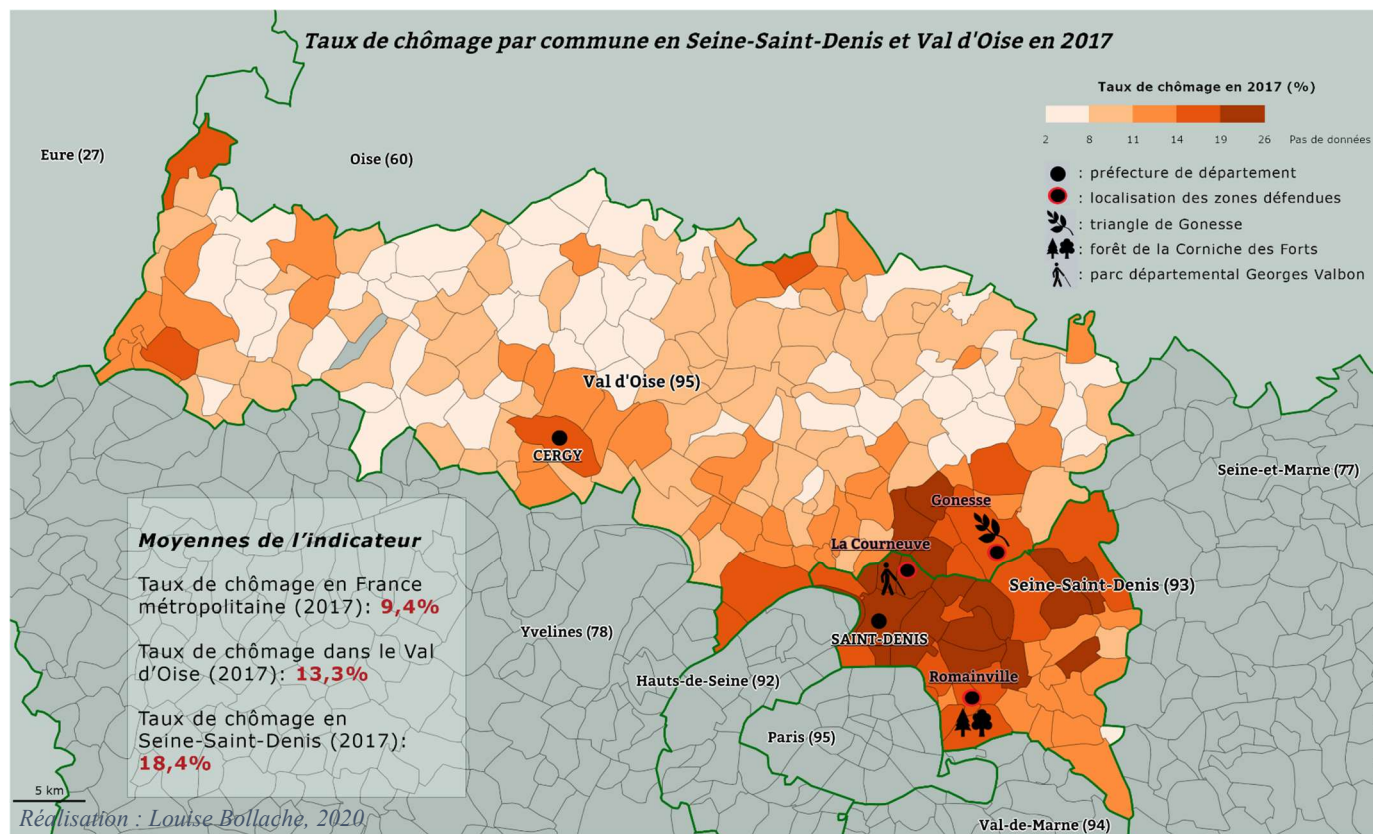 Taux de chômage par commune en Seine-Saint-Denis et Val d'Oise en 2017
Taux de chômage en 2017 (%)
2 8 11 14 19 26 Pas de données
: préfecture de département
: localisation des zones défendues
: triangle de Gonesse
: forêt de la Corniche des Forts
: parc départemental Georges Valbon
Eure (27)
Oise (60)
Val d'Oise (95)
CERGY
Seine-et-Marne (77)
Gonesse
La Courneuve
Seine-Saint-Denis (93)
SAINT-DENIS
Yvelines (78)
Hauts-de-Seine (92)
Romainville
Paris (95)
Val-de-Marne (94)
Moyennes de l’indicateur
Taux de chômage en France
métropolitaine (2017): 9,4%
Taux de chômage dans le Val
d’Oise (2017): 13,3%
Taux de chômage en
Seine-Saint-Denis (2017):
18,4%
5 km
Réalisation : Louise Bollache, 2020.